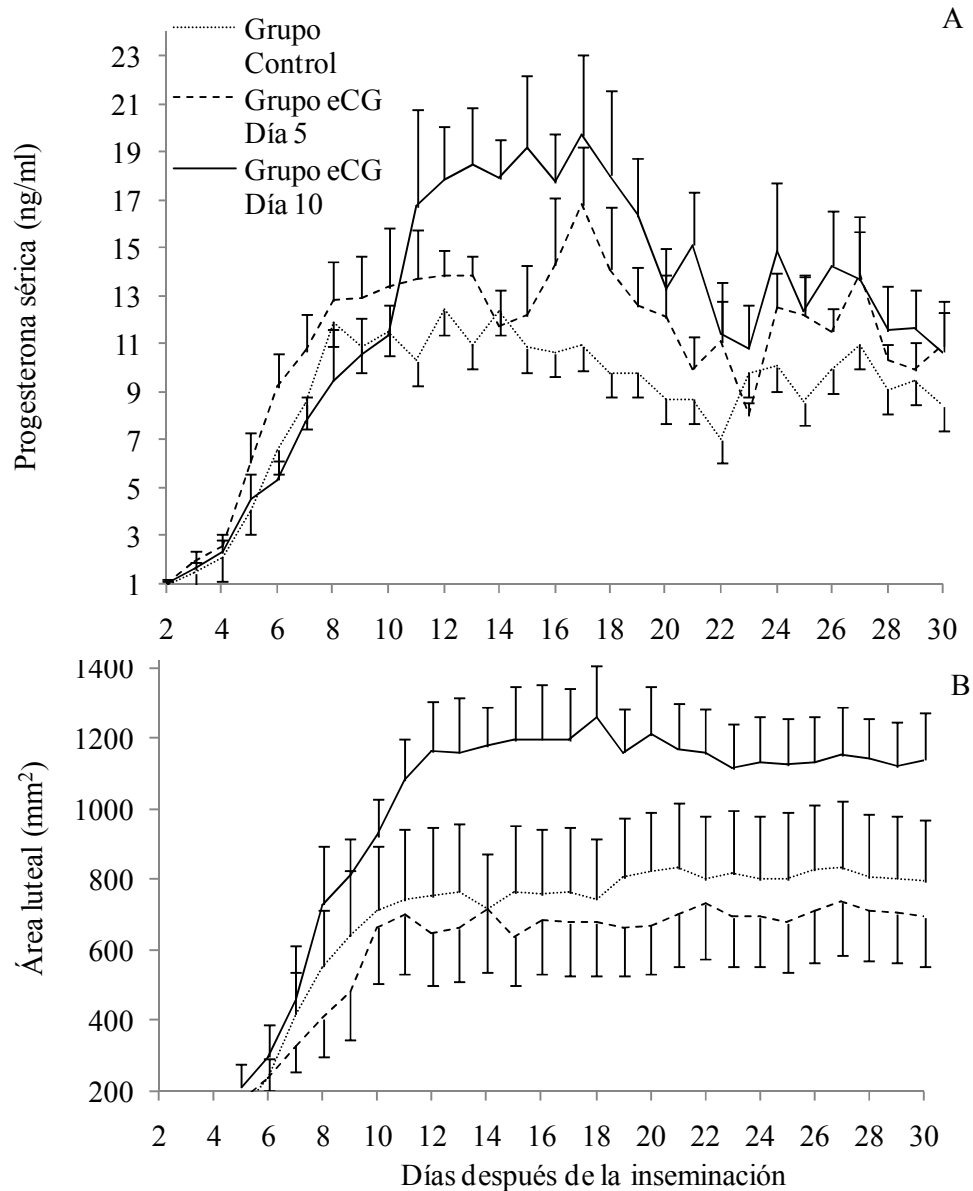 A
Grupo
Control
Grupo eCG
Día 5
Grupo eCG
Día 10
Progesterona sérica (ng/ml)
23
21
19
17
15
13
11
9
7
5
3
1
2 4 6 8 10 12 14 16 18 20 22 24 26 28 30
B
Área luteal (mm²)
1400
1200
1000
800
600
400
200
2 4 6 8 10 12 14 16 18 20 22 24 26 28 30
Días después de la inseminación